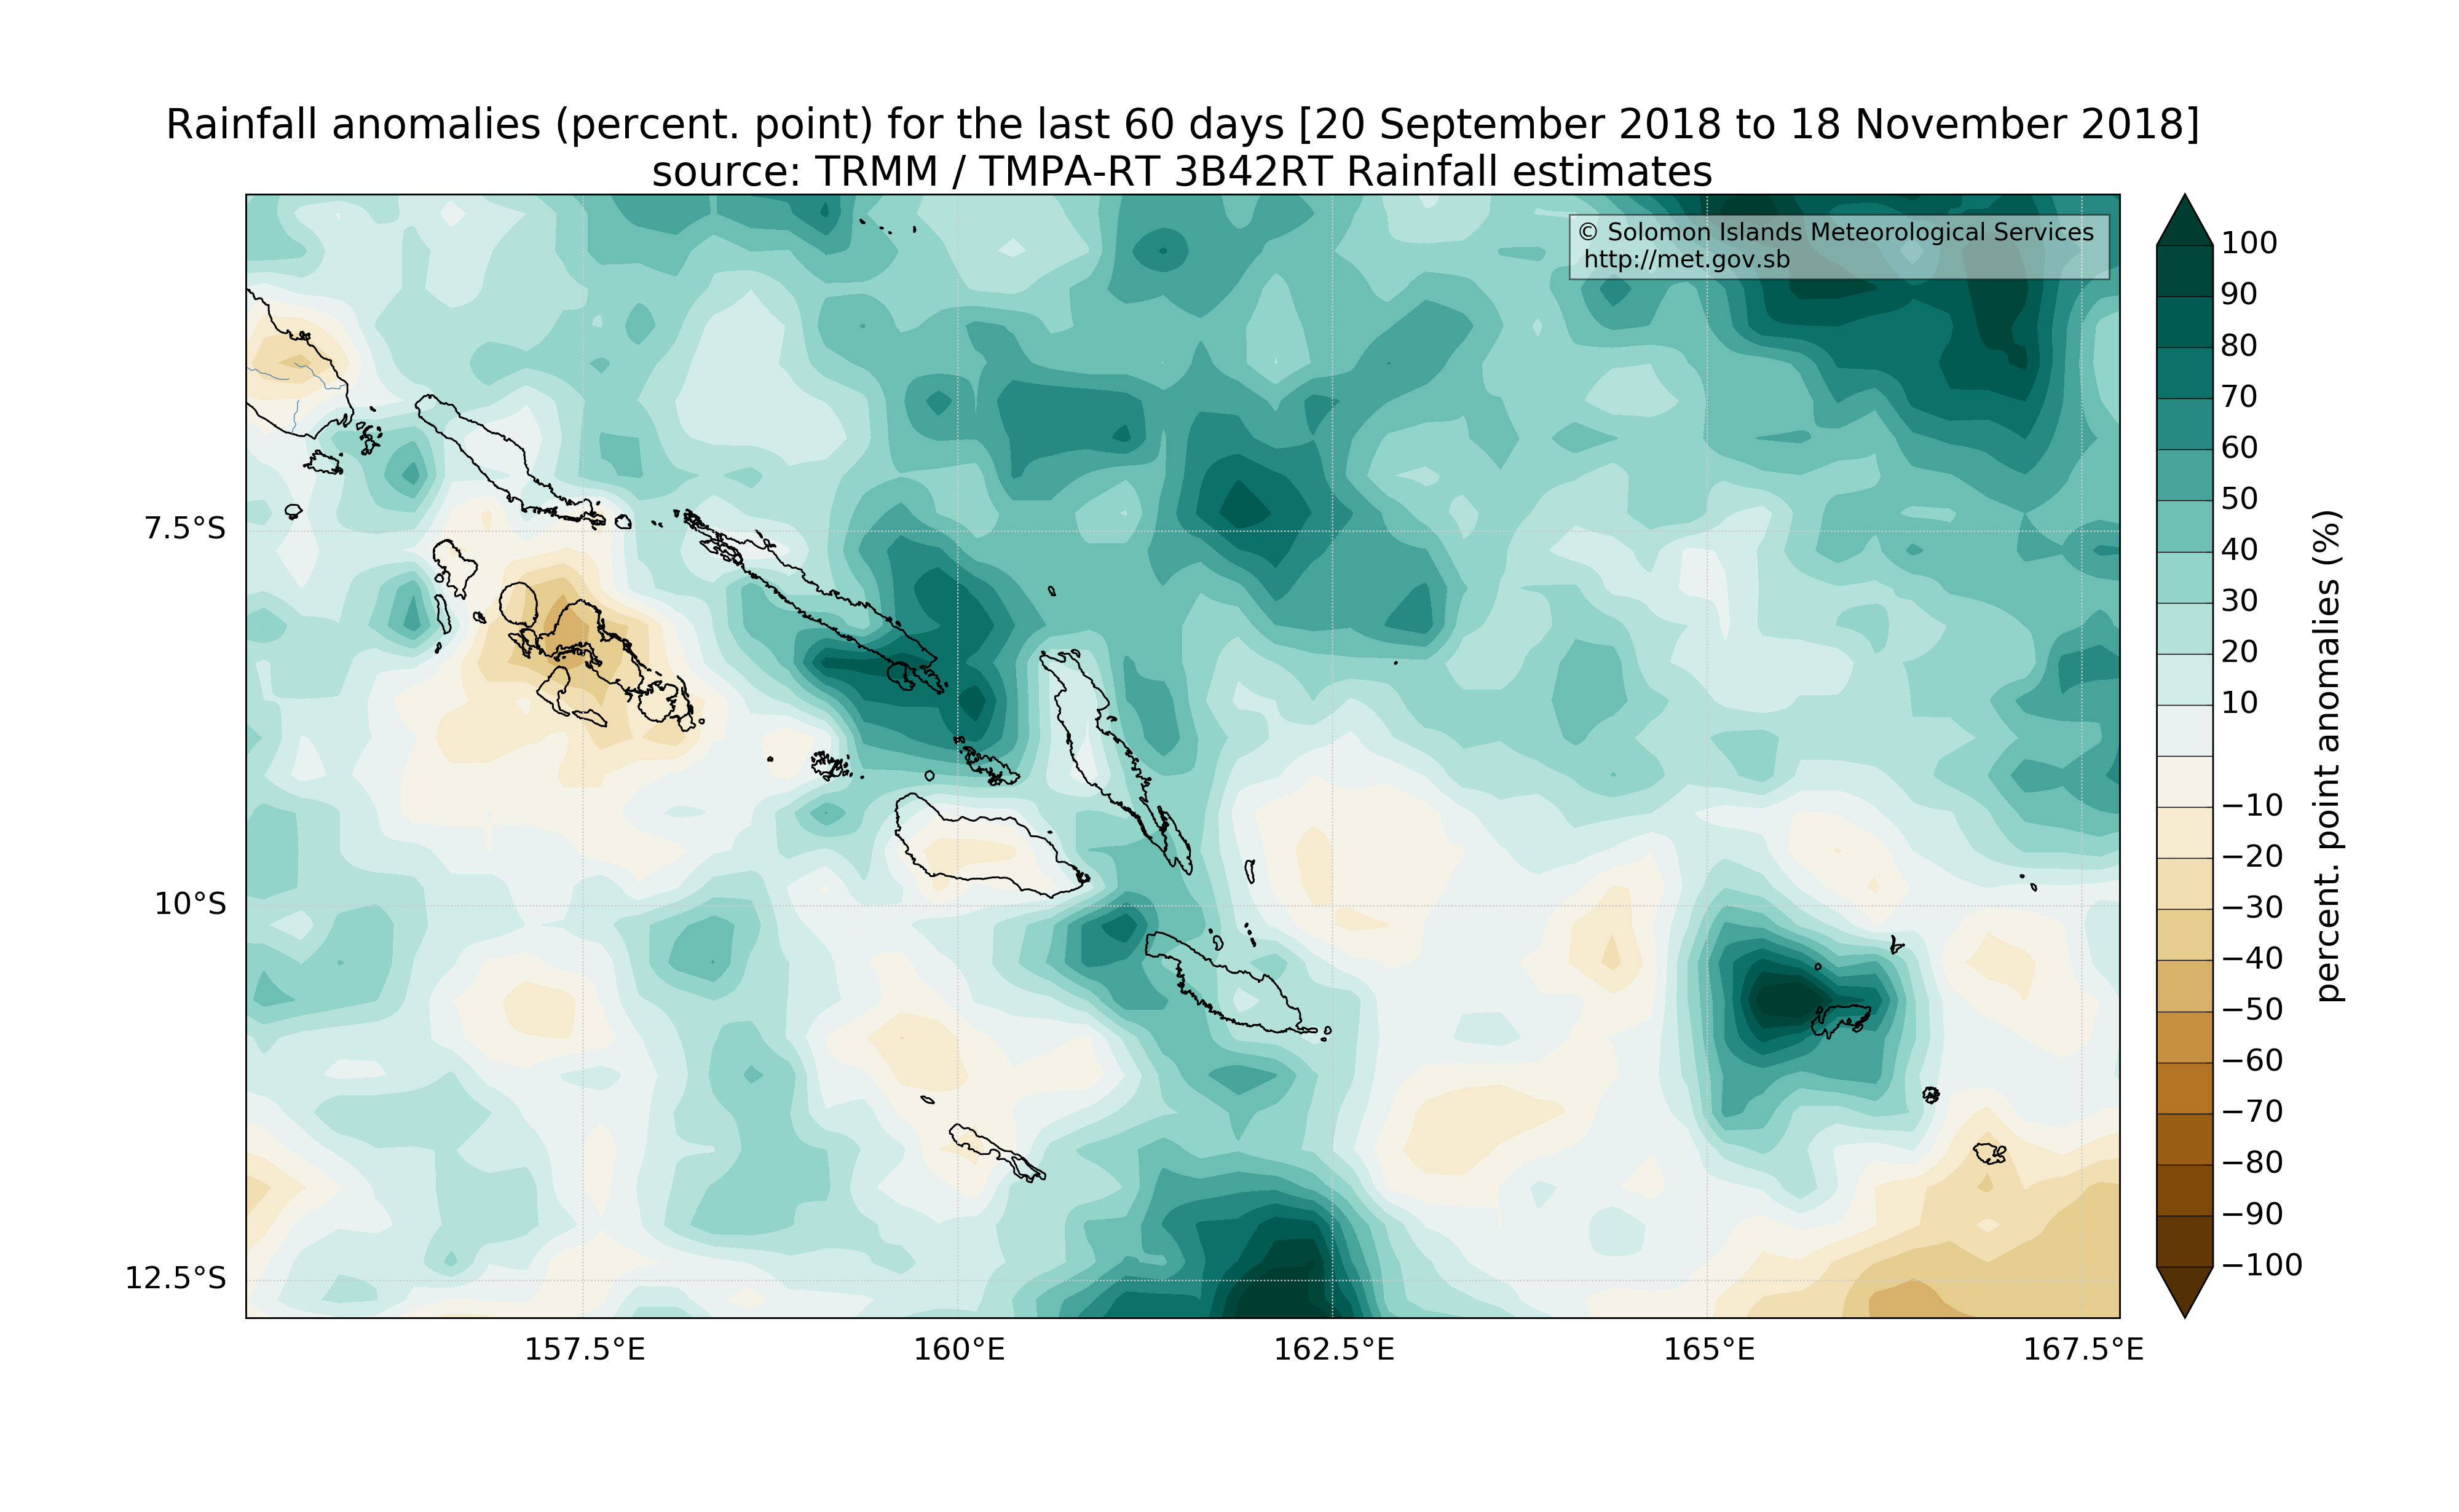 Rainfall anomalies (percent. point) for the last 60 days [20 September 2018 to 18 November 2018]
source: TRMM / TMPA-RT 3B42RT Rainfall estimates
© Solomon Islands Meteorological Services
http://met.gov.sb
7.5°S
10°S
12.5°S
157.5°E
160°E
162.5°E
165°E
167.5°E
100
90
80
70
60
50
40
30
20
10
−10
−20
−30
−40
−50
−60
−70
−80
−90
−100
percent. point anomalies (%)